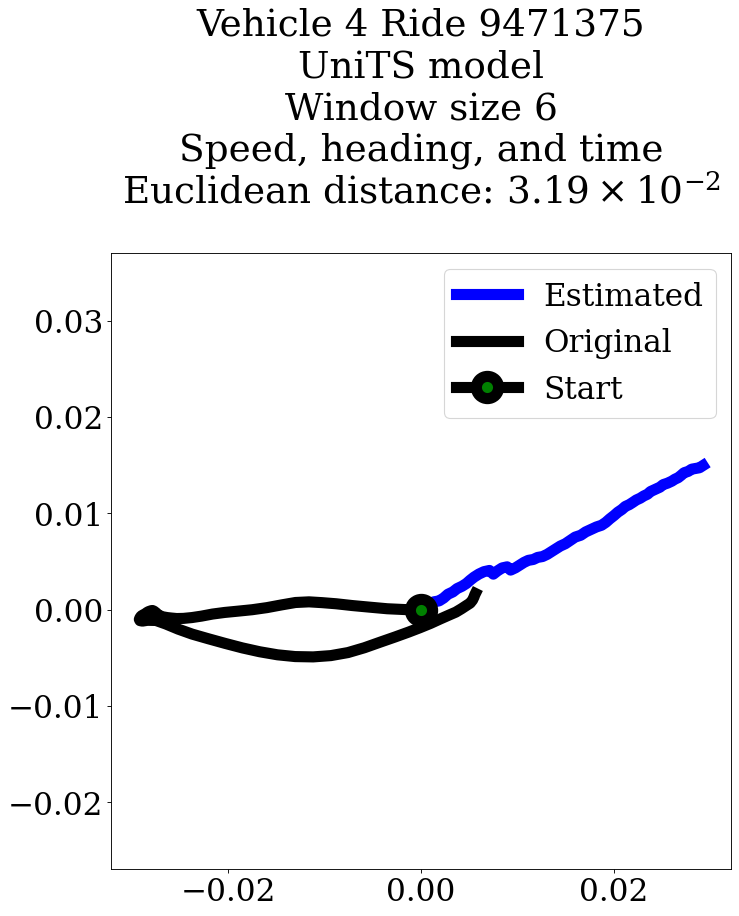 Vehicle 4 Ride 9471375
UniTS model
Window size 6
Speed, heading, and time
Euclidean distance: 3.19 × 10⁻²
Estimated
Original
Start
0.03
0.02
0.01
0.00
−0.01
−0.02
−0.02 0.00 0.02